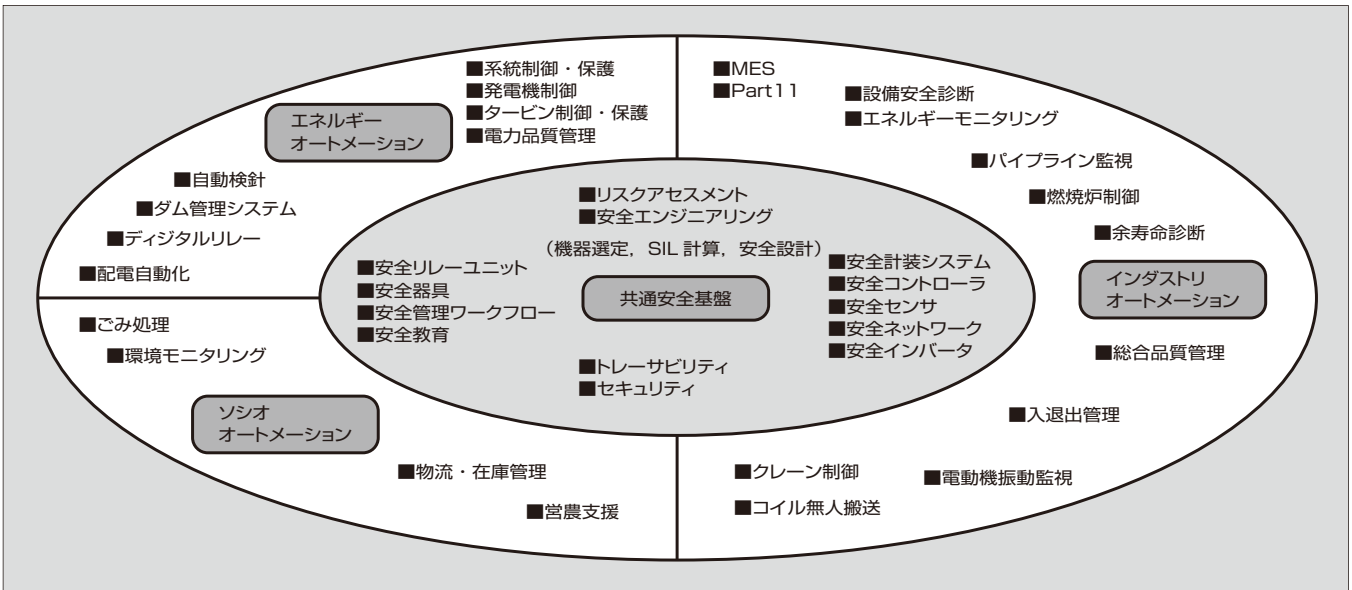 ■系統制御・保護
■発電機制御
■タービン制御・保護
■電力品質管理
エネルギー
オートメーション
■自動検針
■ダム管理システム
■ディジタルリレー
■配電自動化
■MES
■Part11
■設備安全診断
■エネルギーモニタリング
■パイプライン監視
■燃焼炉制御
■余寿命診断
インダストリ
オートメーション
■総合品質管理
■入退出管理
■電動機振動監視
■クレーン制御
■コイル無人搬送
■リスクアセスメント
■安全エンジニアリング
(機器選定,SIL 計算,安全設計)
■安全リレーユニット
■安全器具
■安全管理ワークフロー
■安全教育
共通安全基盤
■安全計装システム
■安全コントローラ
■安全センサ
■安全ネットワーク
■安全インバータ
■トレーサビリティ
■セキュリティ
■ごみ処理
■環境モニタリング
ソシオ
オートメーション
■物流・在庫管理
■営農支援